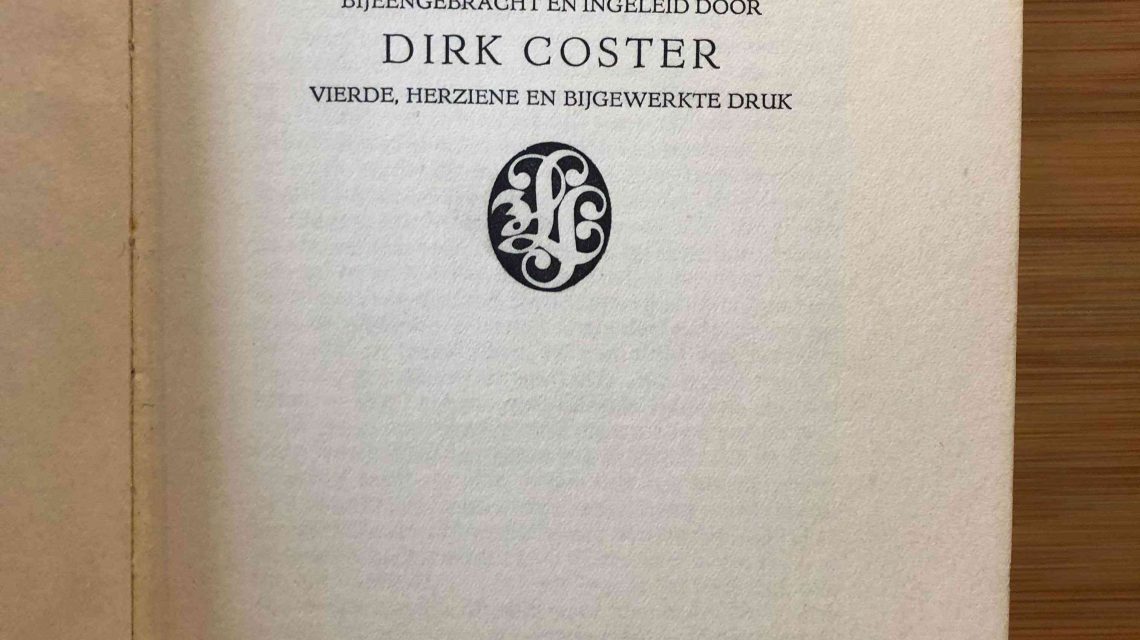 BIJEENGEBRACHT EN INGELEID DOOR
DIRK COSTER
VIERDE, HERZIENE EN BIJGEWERKTE DRUK